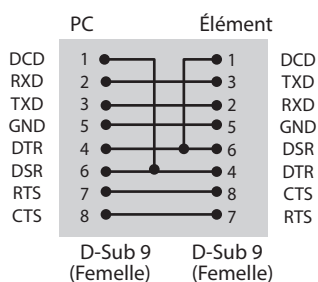 PC Élément
DCD 1 1 DCD
RXD 2 3 TXD
TXD 3 2 RXD
GND 5 5 GND
DTR 4 6 DSR
DSR 6 4 DTR
RTS 7 8 CTS
CTS 8 7 RTS
D-Sub 9 D-Sub 9
(Femelle) (Femelle)